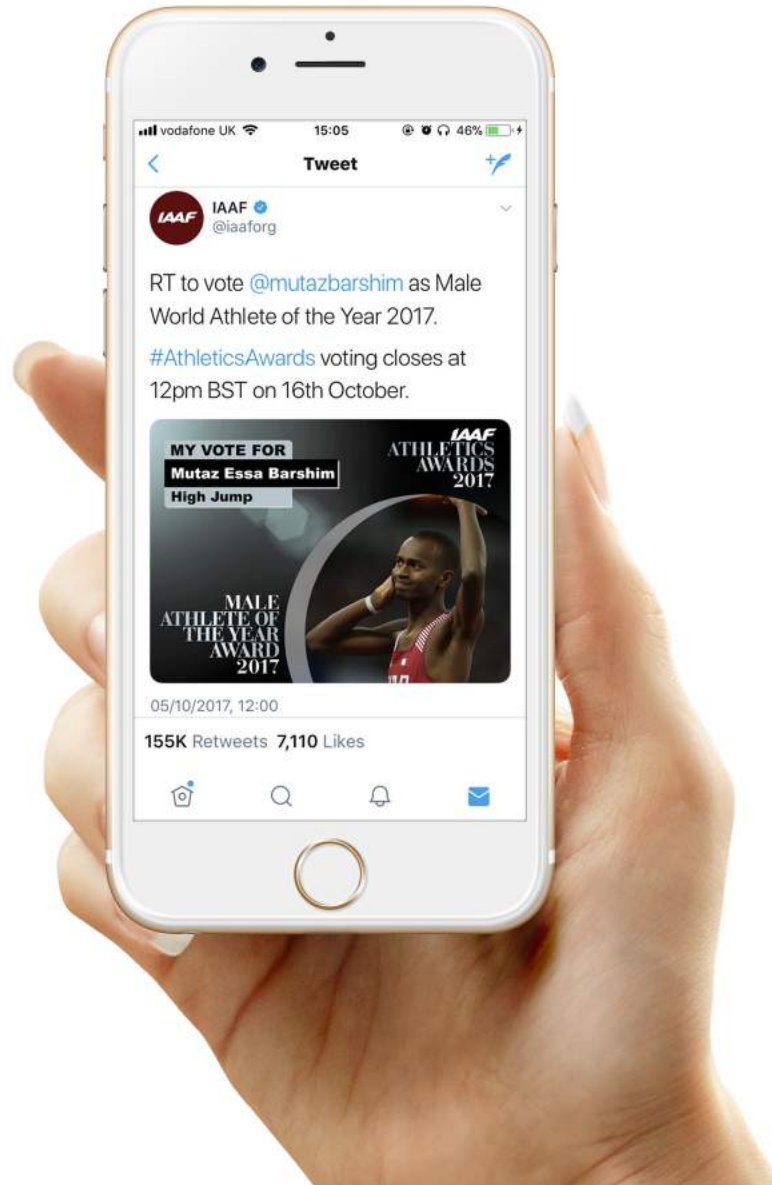 vodafone UK 15:05 46%
Tweet
IAAF
IAAF
@iaaforg
RT to vote @mutazbarshim as Male
World Athlete of the Year 2017.
#AthleticsAwards voting closes at
12pm BST on 16th October.
MY VOTE FOR
Mutaz Essa Barshim
High Jump
IAAF
ATHLETICS
AWARDS
2017
MALE
ATHLETE OF
THE YEAR
AWARD
2017
05/10/2017, 12:00
155K Retweets 7,110 Likes